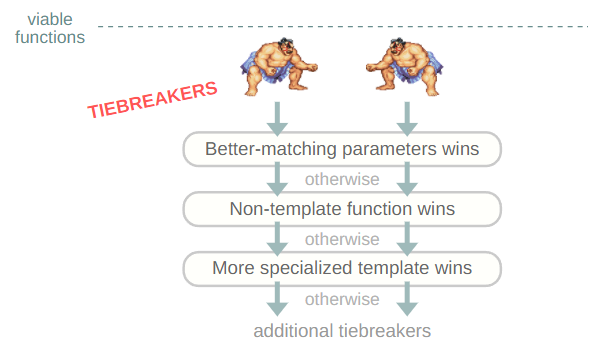 viable
functions
TIEBREAKERS
Better-matching parameters wins
otherwise
Non-template function wins
otherwise
More specialized template wins
otherwise
additional tiebreakers